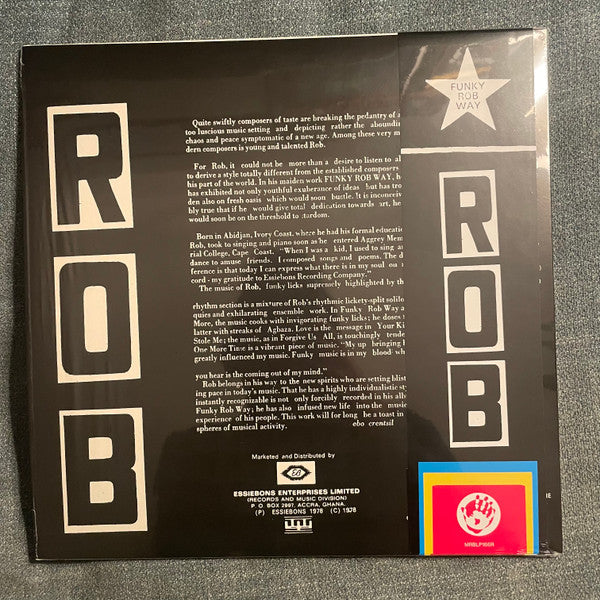 ROB
Quite swiftly composers of taste are breaking the pedantry of a
too luscious music setting and depicting rather the aboundin
chaos and peace symptomatic of a new age. Among these very m
dern composers is young and talented Rob.
For Rob, it could not be more than a desire to listen to al
to derive a style totally different from the established composers
his part of the world. In his maiden work FUNKY ROB WAY, h
has exhibited not only youthful exuberance of ideas but has tro
den also on fresh oasis which would soon bustle. It is inconceiv
bly true that if he would give total dedication towards art, he
would soon be on the threshold to stardom.
Born in Abidjan, Ivory Coast, where he had his formal educatio
Rob, took to singing and piano soon as he entered Aggrey Mem
rial College, Cape Coast. "When I was a kid, I used to sing an
dance to amuse friends. I composed songs and poems. The d
ference is that today I can express what there is in my soul on
cord - my gratitude to Essiebons Recording Company."
The music of Rob, funky licks supremely highlighted by th
rhythm section is a mixture of Rob's rhythmic lickety-split solilo
quies and exhilarating ensemble work. In Funky Rob Way a
More, the music cooks with invigorating funky licks; he doses
latter with streaks of Agbaza. Love is the message in Your Ki
Stole Me; the music, as in Forgive Us All, is touchingly tende
One More Time is a vibrant piece of music. "My up bringing
greatly influenced my music. Funky music is in my blood wh
you hear is the coming out of my mind."
Rob belongs in his way to the new spirits who are setting blist
ing pace in today's music. That he has a highly individualistic st
instantly recognizable is not only forcibly recorded in his alb
Funky Rob Way; he has also infused new life into the music
experience of his people. This work will for long be a toast in
spheres of musical activity. ebo crentsil
Marketed and Distributed by
ESSIEBONS ENTERPRISES LIMITED
(RECORDS AND MUSIC DIVISION)
P. O. BOX 2997, ACCRA, GHANA.
(P) ESSIEBONS 1978 (C) 1978
FUNKY
ROB
WAY
ROB
MRBLP166R